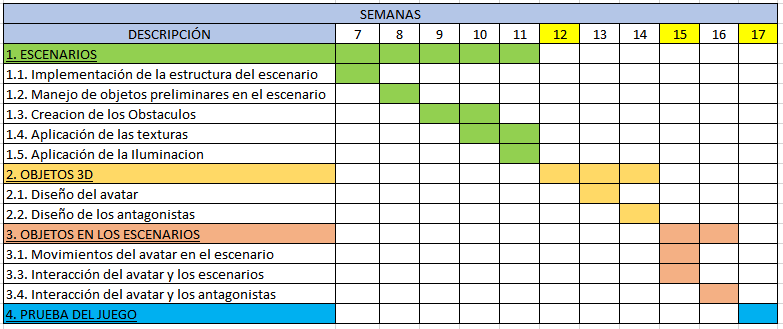 SEMANAS
DESCRIPCIÓN 7 8 9 10 11 12 13 14 15 16 17
1. ESCENARIOS
1.1. Implementación de la estructura del escenario
1.2. Manejo de objetos preliminares en el escenario
1.3. Creacion de los Obstaculos
1.4. Aplicación de las texturas
1.5. Aplicación de la Iluminacion
2. OBJETOS 3D
2.1. Diseño del avatar
2.2. Diseño de los antagonistas
3. OBJETOS EN LOS ESCENARIOS
3.1. Movimientos del avatar en el escenario
3.3. Interacción del avatar y los escenarios
3.4. Interacción del avatar y los antagonistas
4. PRUEBA DEL JUEGO